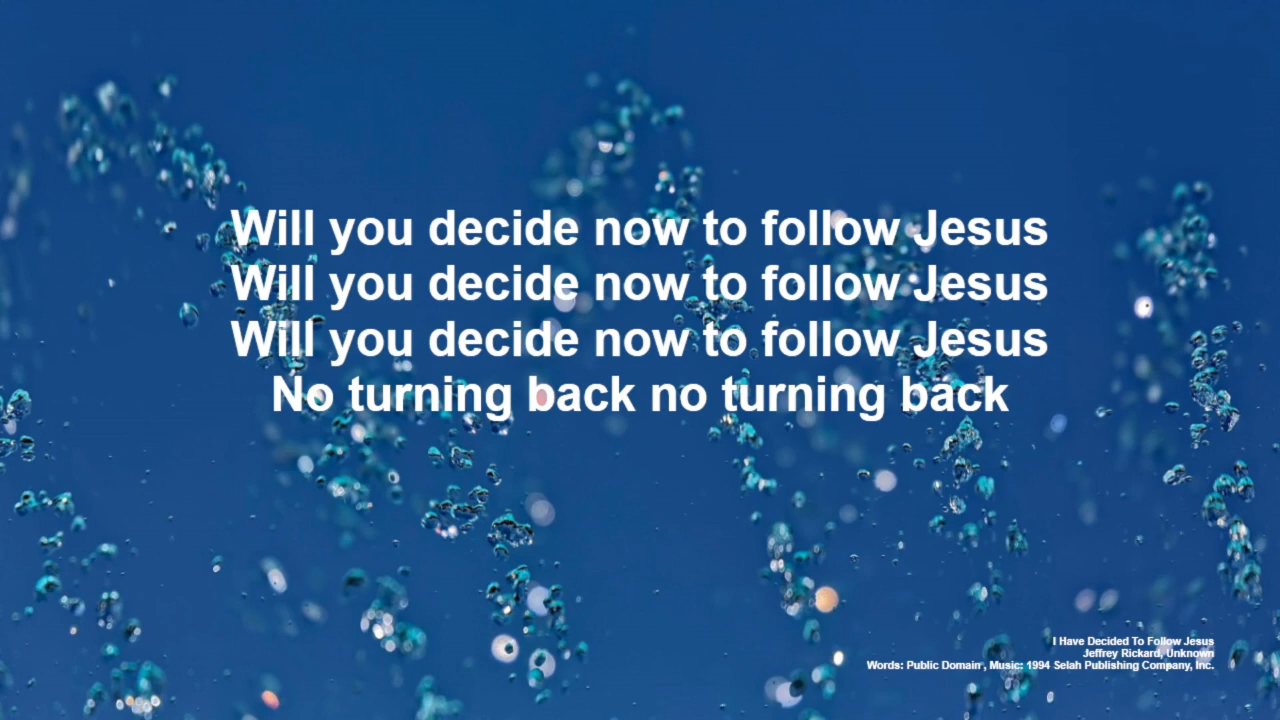 Will you decide now to follow Jesus
Will you decide now to follow Jesus
Will you decide now to follow Jesus
No turning back no turning back
I Have Decided To Follow Jesus
Jeffrey Rickard, Unknown
Words: Public Domain , Music: 1994 Selah Publishing Company, Inc.